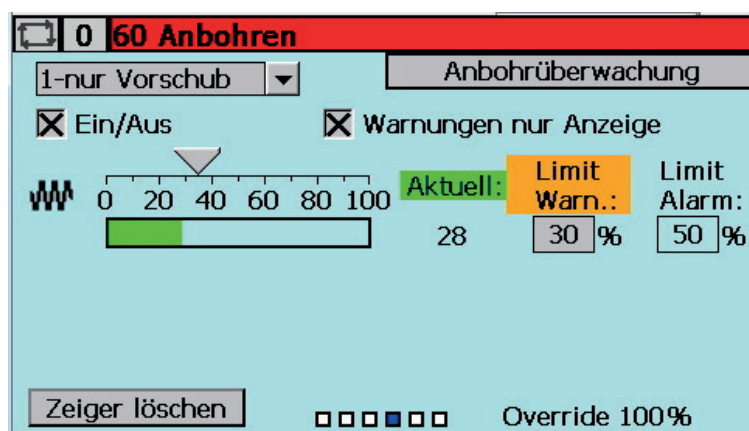 0 60 Anbohren
1-nur Vorschub
Anbohrüberwachung
Ein/Aus
Warnungen nur Anzeige
0 20 40 60 80 100
Aktuell:
Limit
Warn.:
Limit
Alarm:
28
30 %
50 %
Zeiger löschen
Override 100%